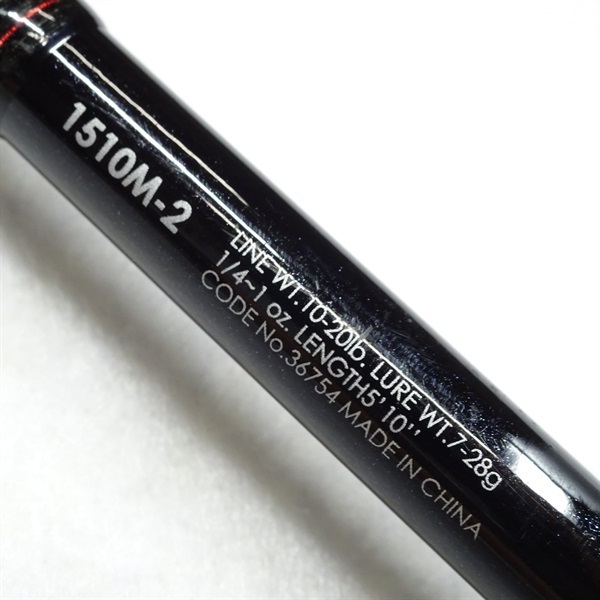 1510M-2
LINE WT.10-20lb. LURE WT.7-28g
1/4~1 oz. LENGTH5'10''
CODE No.36754 MADE IN CHINA